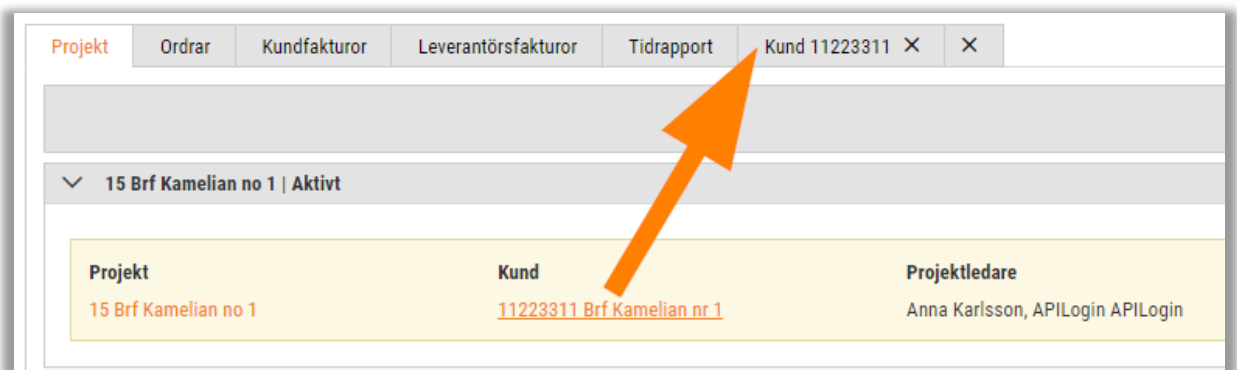 Projekt Ordrar Kundfakturor Leverantörsfakturor Tidrapport Kund 11223311 ✕ ✕
15 Brf Kamelian no 1 | Aktivt
Projekt Kund Projektledare
15 Brf Kamelian no 1 11223311 Brf Kamelian nr 1 Anna Karlsson, APILogin APILogin